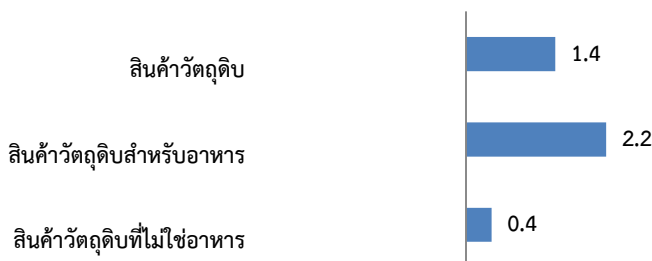 สินค้าวัตถุดิบ 1.4
สินค้าวัตถุดิบสำหรับอาหาร 2.2
สินค้าวัตถุดิบที่ไม่ใช่อาหาร 0.4